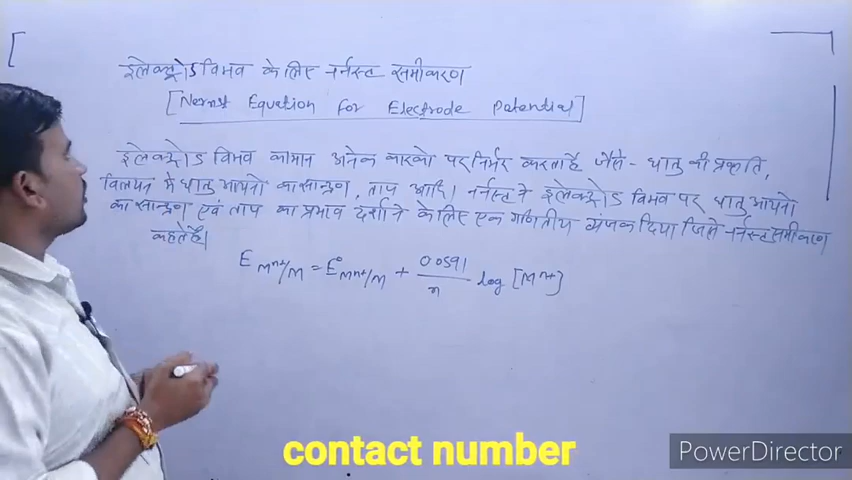 इलेक्ट्रोड विभव के लिए नर्नस्ट समीकरण
[Nernst Equation for Electrode Potential]
इलेक्ट्रोड विभव का मान अनेक कारको पर निर्भर करता है जैसे - धातु की प्रकृति,
विलयन मे धातु आयनो का सान्द्रण, ताप आदि। नर्नस्ट ने इलेक्ट्रोड विभव पर धातु आयनो
का सान्द्रण एवं ताप का प्रभाव दर्शाने के लिए एक गणितीय व्यंजक दिया जिसे नर्नस्ट समीकरण
कहते है।
E Mⁿ⁺/M = E° Mⁿ⁺/M + 0.0591/n log [Mⁿ⁺]
contact number
PowerDirector